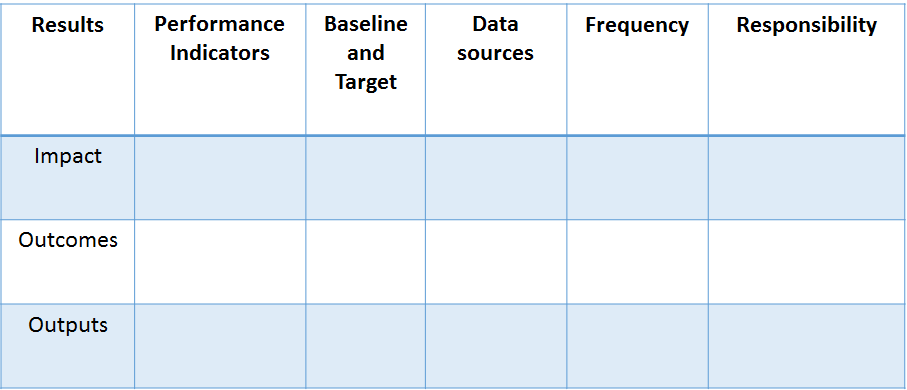 Results
Performance
Indicators
Baseline
and
Target
Data
sources
Frequency
Responsibility
Impact
Outcomes
Outputs